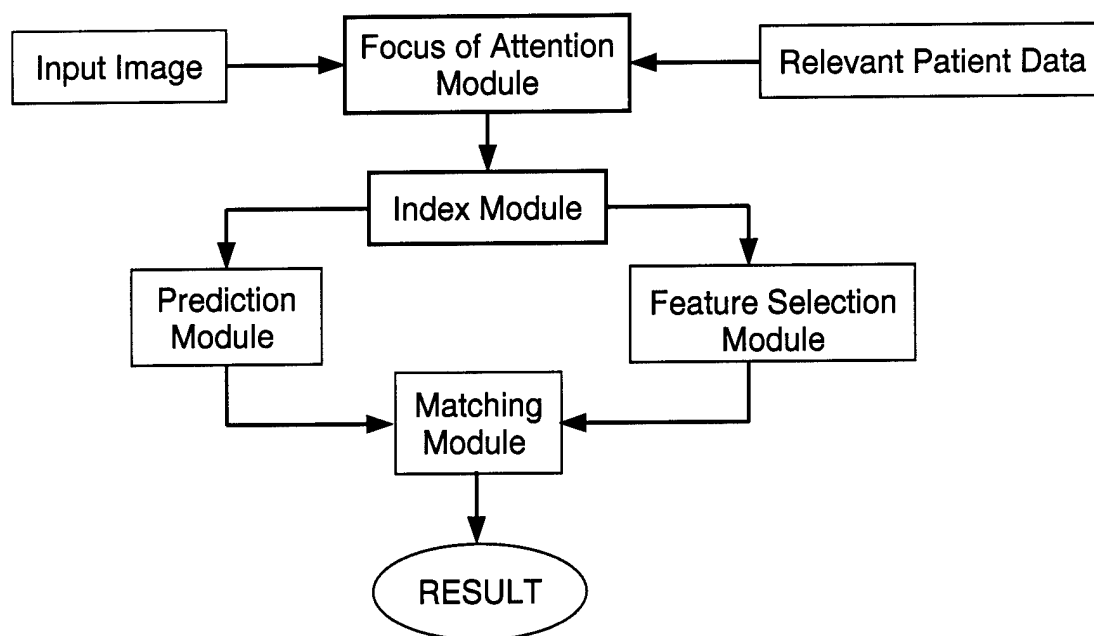 Input Image
Focus of Attention
Module
Relevant Patient Data
Index Module
Prediction
Module
Feature Selection
Module
Matching
Module
RESULT